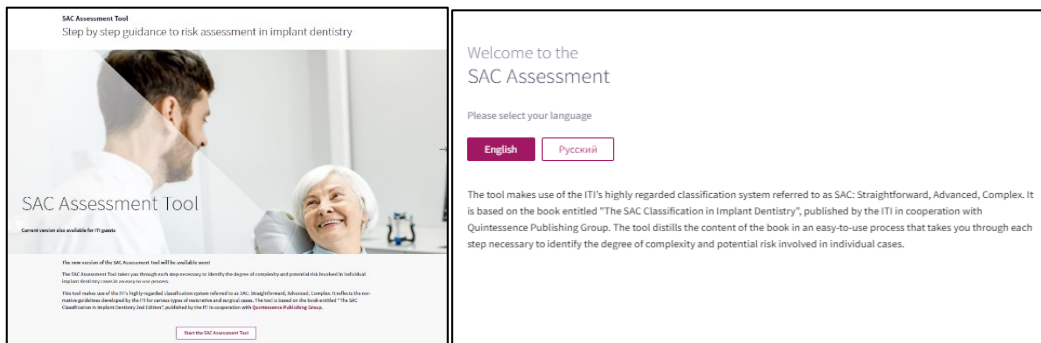 SAC Assessment Tool
Step by step guidance to risk assessment in implant dentistry
SAC Assessment Tool
Current version also available for ITI guests
The new version of the SAC Assessment Tool will be available soon!
The SAC Assessment Tool takes you through each step necessary to identify the degree of complexity and potential risk involved in individual
implant dentistry cases in an easy-to-use process.
This tool makes use of the ITI's highly regarded classification system referred to as SAC: Straightforward, Advanced, Complex. It refers to the nor-
mative guidelines developed by the ITI for various types of restorative and surgical cases. The tool is based on the book entitled "The SAC
Classification in Implant Dentistry 2nd Edition", published by the ITI in cooperation with Quintessence Publishing Group.
Start the SAC Assessment Tool
Welcome to the
SAC Assessment
Please select your language
English
Русский
The tool makes use of the ITI's highly regarded classification system referred to as SAC: Straightforward, Advanced, Complex. It
is based on the book entitled "The SAC Classification in Implant Dentistry", published by the ITI in cooperation with
Quintessence Publishing Group. The tool distills the content of the book in an easy-to-use process that takes you through each
step necessary to identify the degree of complexity and potential risk involved in individual cases.